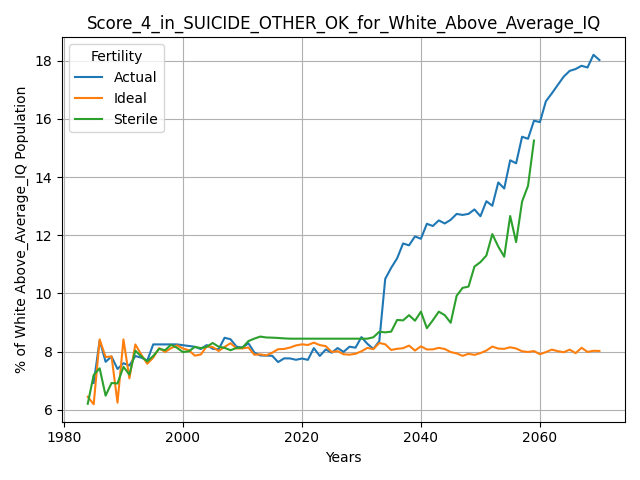 Score_4_in_SUICIDE_OTHER_OK_for_White_Above_Average_IQ
% of White Above_Average_IQ Population
18
16
14
12
10
8
6
Fertility
Actual
Ideal
Sterile
1980
2000
2020
2040
2060
Years